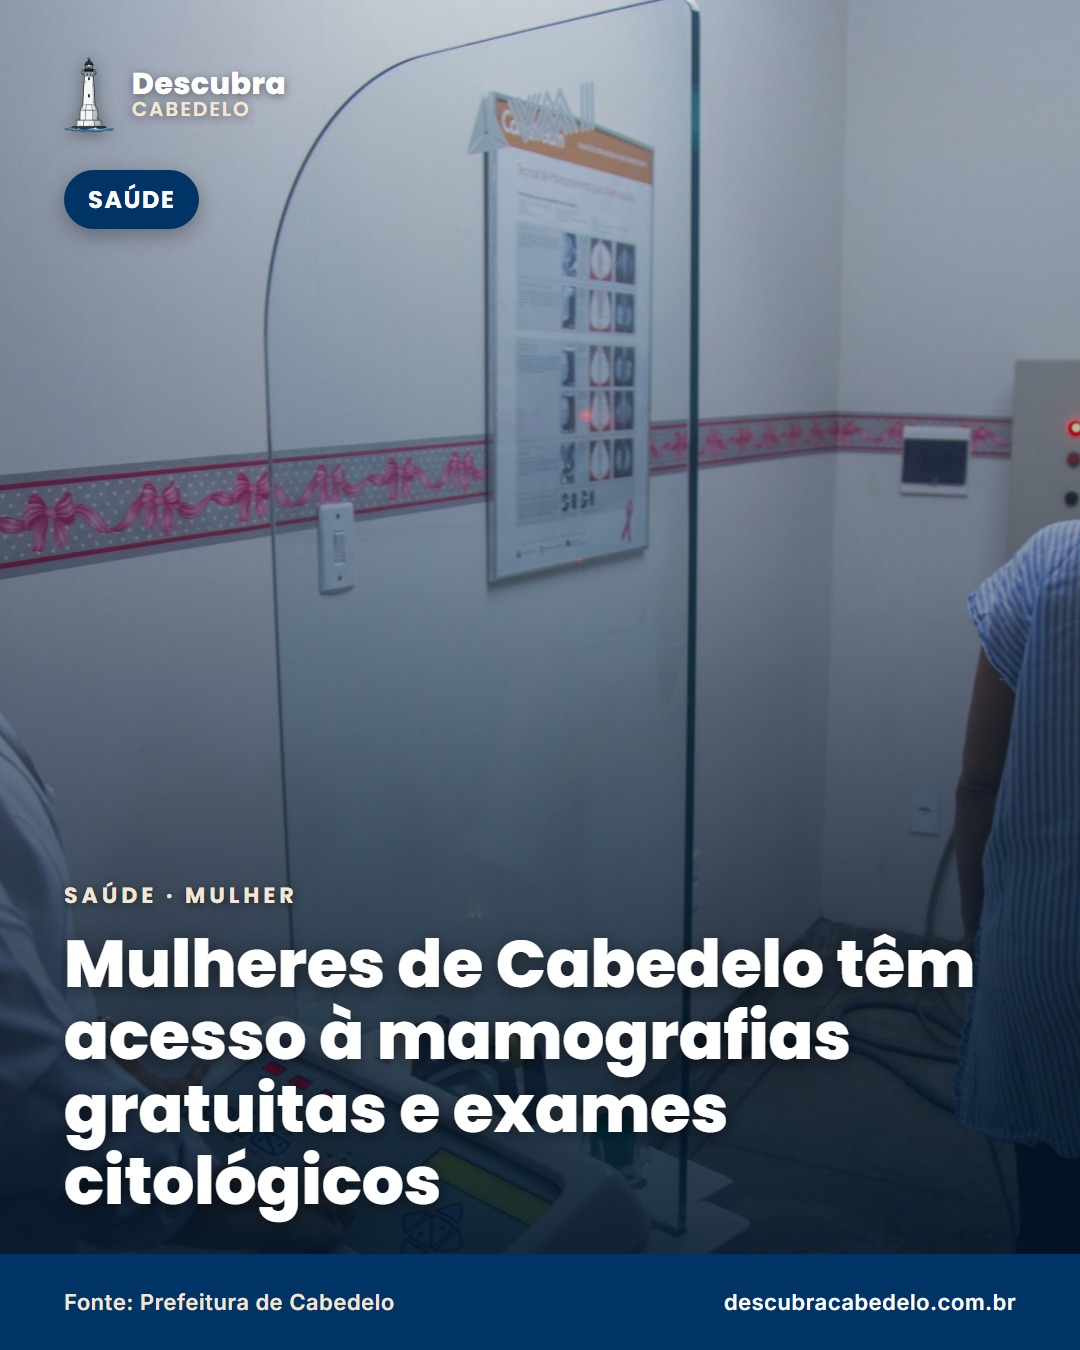 Descubra
CABEDELO
SAÚDE
SAÚDE · MULHER
Mulheres de Cabedelo têm
acesso à mamografias
gratuitas e exames
citológicos
Fonte: Prefeitura de Cabedelo
descubracabedelo.com.br